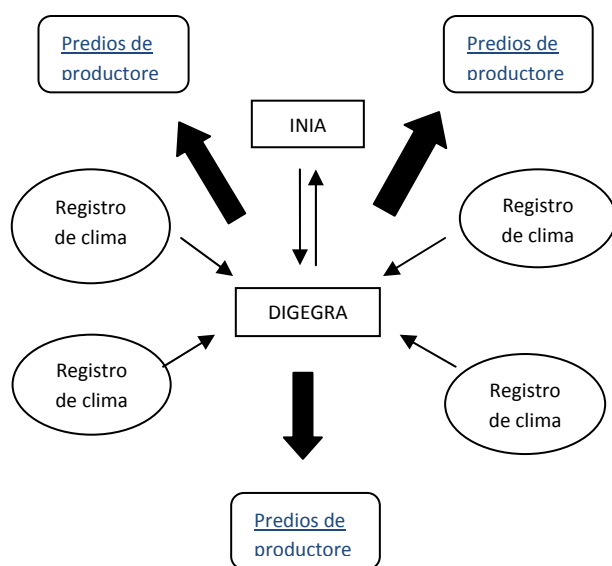 Predios de
productore
Predios de
productore
INIA
Registro
de clima
Registro
de clima
DIGEGRA
Registro
de clima
Registro
de clima
Predios de
productore